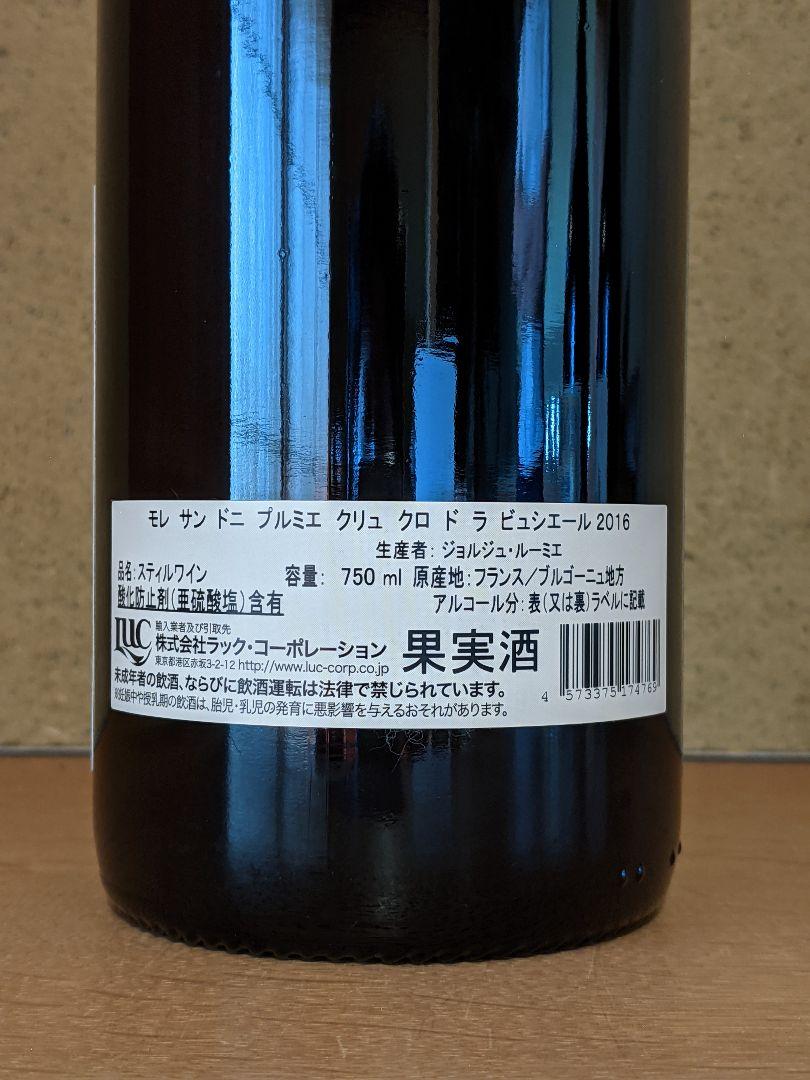 モレ サン ドニ プルミエ クリュ クロ ド ラ ビュシエール 2016
生産者: ジョルジュ・ルーミエ
品名:スティルワイン 容量: 750 ml 原産地:フランス/ブルゴーニュ地方
酸化防止剤(亜硫酸塩)含有 アルコール分:表(又は裏)ラベルに記載
LUC 輸入業者及び引取先
株式会社ラック・コーポレーション 果実酒
東京都港区赤坂3-2-12 http://www.luc-corp.co.jp
未成年者の飲酒、ならびに飲酒運転は法律で禁じられています。
妊娠中や授乳期の飲酒は、胎児・乳児の発育に悪影響を与えるおそれがあります。
4 573375 174769